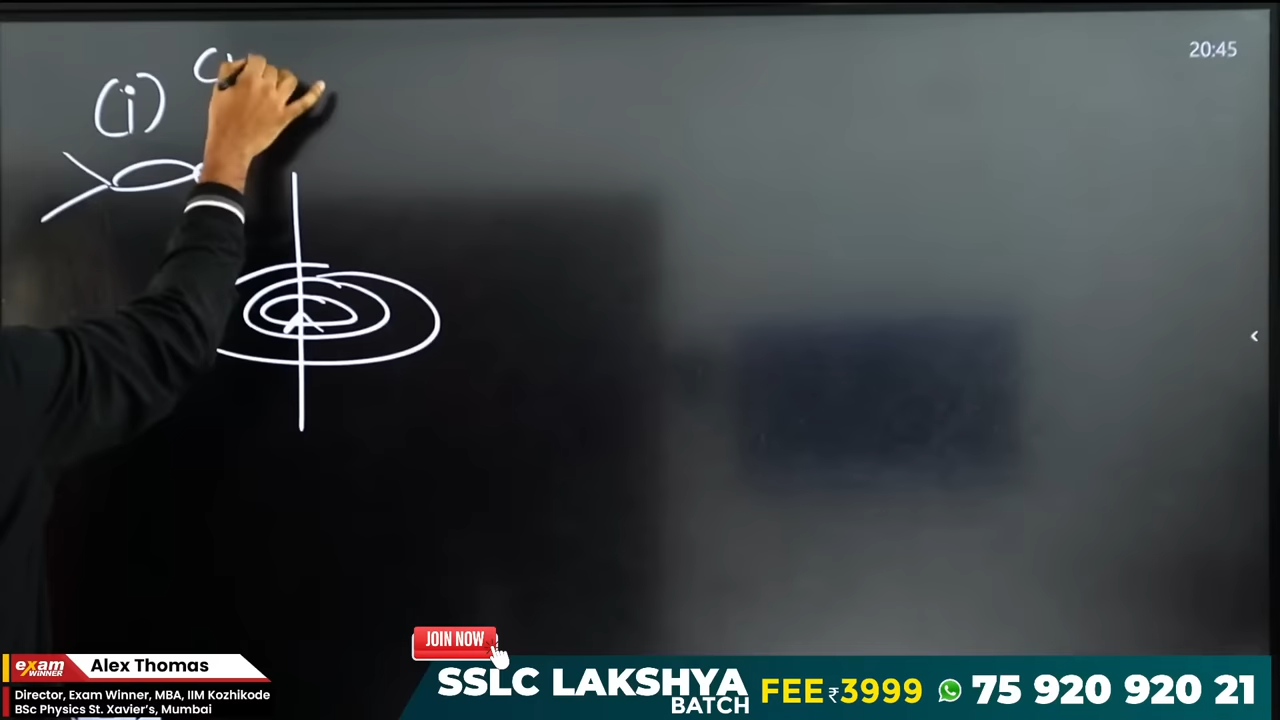 20:45
(i)
JOIN NOW
exam
WINNER
Alex Thomas
Director, Exam Winner, MBA, IIM Kozhikode
BSc Physics St. Xavier's, Mumbai
SSLC LAKSHYA
BATCH
FEE ₹3999
75 920 920 21